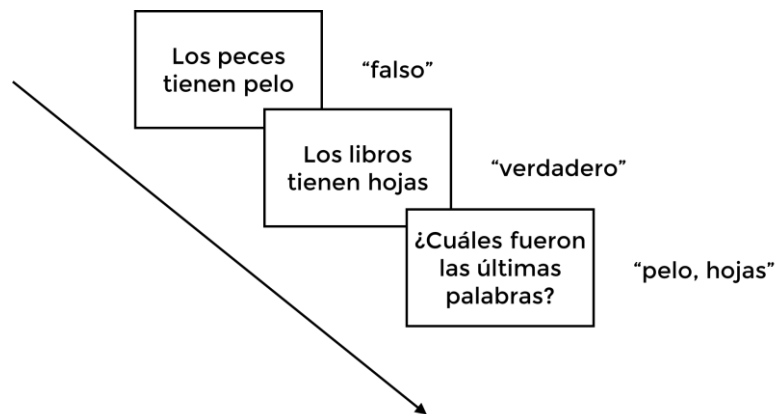 Los peces
tienen pelo
“falso”
Los libros
tienen hojas
“verdadero”
¿Cuáles fueron
las últimas
palabras?
“pelo, hojas”